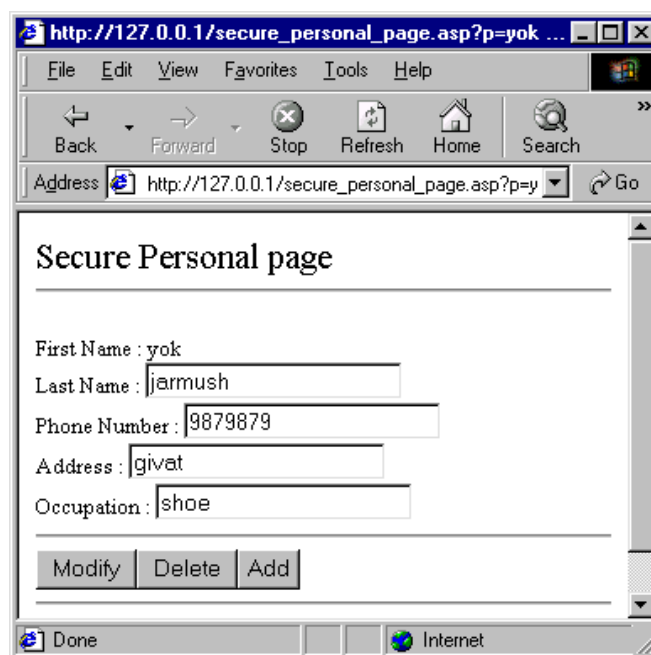 http://127.0.0.1/secure_personal_page.asp?p=yok ...
File Edit View Favorites Tools Help
Back Forward Stop Refresh Home Search »
Address http://127.0.0.1/secure_personal_page.asp?p=y Go
Secure Personal page
First Name : yok
Last Name : jarmush
Phone Number : 9879879
Address : givat
Occupation : shoe
Modify Delete Add
Done Internet